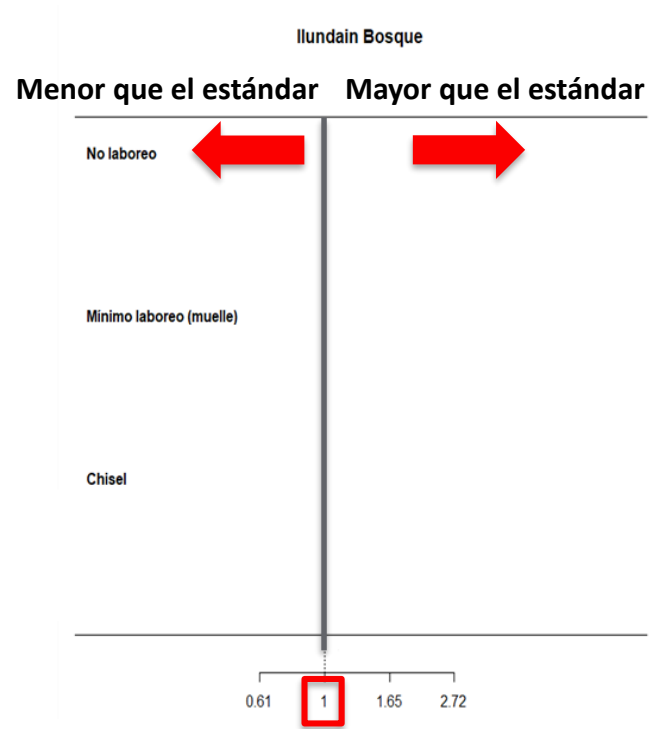 Ilundain Bosque
Menor que el estándar Mayor que el estándar
No laboreo
Mínimo laboreo (muelle)
Chisel
0.61 1 1.65 2.72